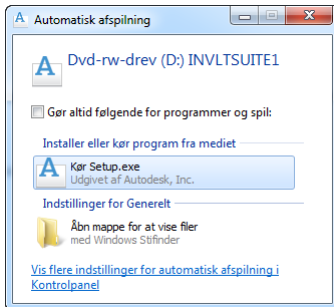 Automatisk afspilning
Dvd-rw-drev (D:) INVLTSUITE1
Gør altid følgende for programmer og spil:
Installer eller kør program fra mediet
Kør Setup.exe
Udgivet af Autodesk, Inc.
Indstillinger for Generelt
Åbn mappe for at vise filer
med Windows Stifinder
Vis flere indstillinger for automatisk afspilning i
Kontrolpanel